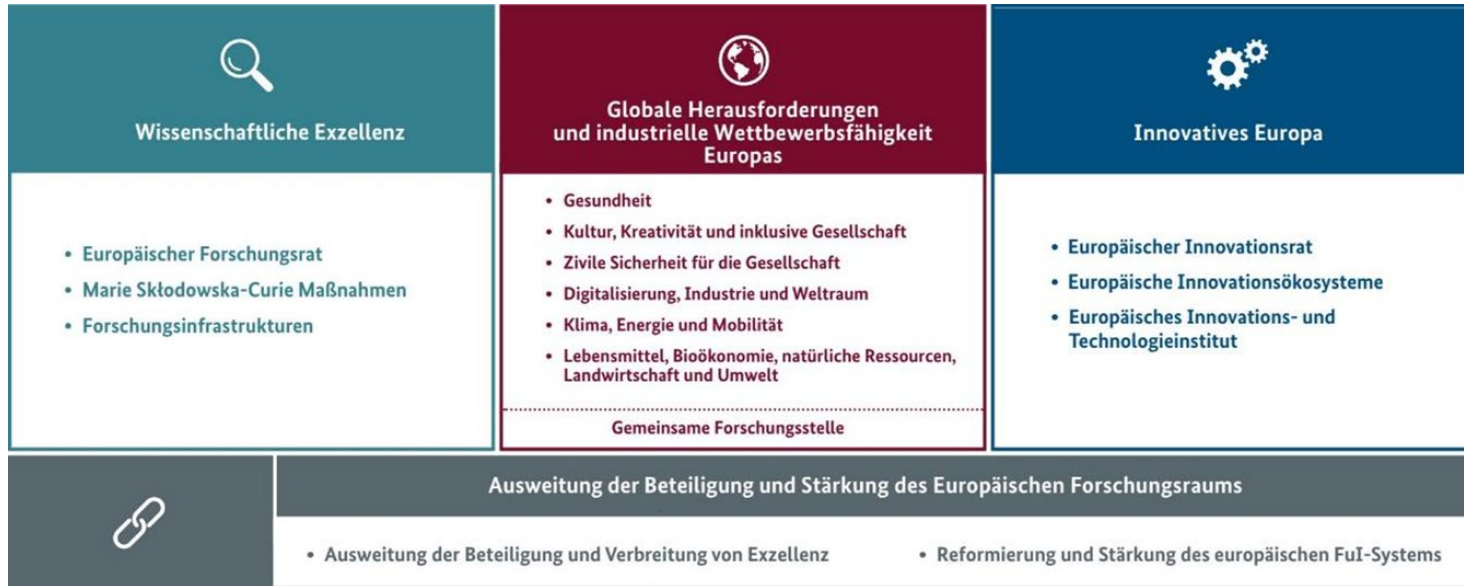 Wissenschaftliche Exzellenz
• Europäischer Forschungsrat
• Marie Skłodowska-Curie Maßnahmen
• Forschungsinfrastrukturen
Globale Herausforderungen
und industrielle Wettbewerbsfähigkeit
Europas
• Gesundheit
• Kultur, Kreativität und inklusive Gesellschaft
• Zivile Sicherheit für die Gesellschaft
• Digitalisierung, Industrie und Weltraum
• Klima, Energie und Mobilität
• Lebensmittel, Bioökonomie, natürliche Ressourcen,
Landwirtschaft und Umwelt
Gemeinsame Forschungsstelle
Innovatives Europa
• Europäischer Innovationsrat
• Europäische Innovationsökosysteme
• Europäisches Innovations- und
Technologieinstitut
Ausweitung der Beteiligung und Stärkung des Europäischen Forschungsraums
• Ausweitung der Beteiligung und Verbreitung von Exzellenz
• Reformierung und Stärkung des europäischen FuI-Systems